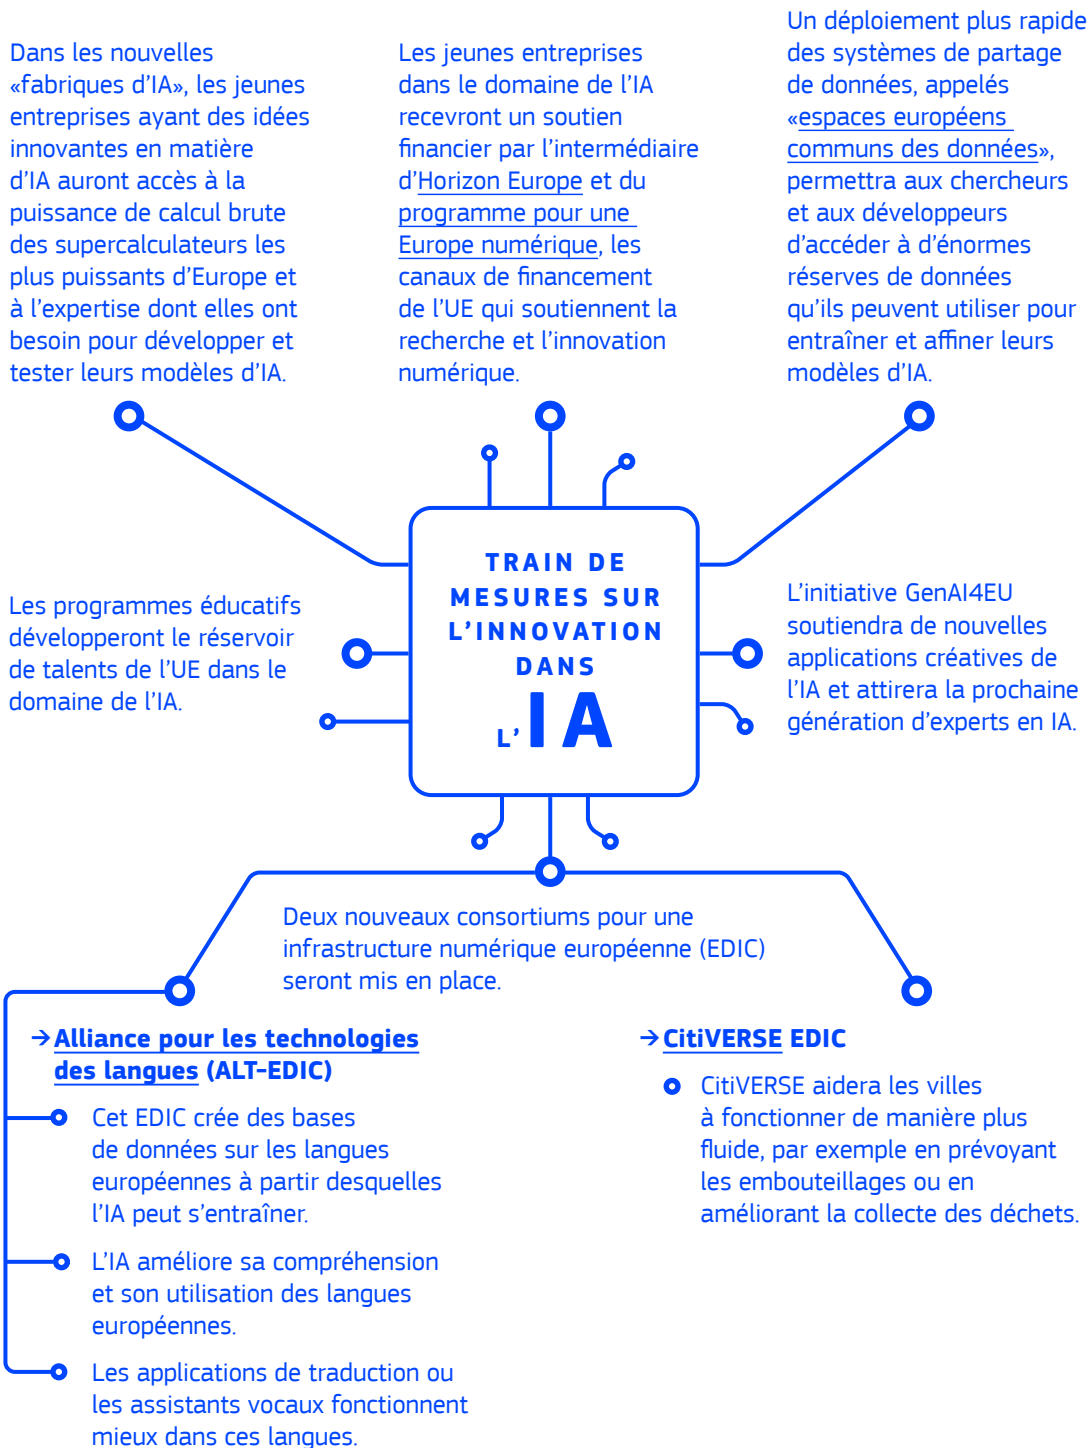 Dans les nouvelles
«fabriques d’IA», les jeunes
entreprises ayant des idées
innovantes en matière
d’IA auront accès à la
puissance de calcul brute
des supercalculateurs les
plus puissants d’Europe et
à l’expertise dont elles ont
besoin pour développer et
tester leurs modèles d’IA.
Les jeunes entreprises
dans le domaine de l’IA
recevront un soutien
financier par l’intermédiaire
d’Horizon Europe et du
programme pour une
Europe numérique, les
canaux de financement
de l’UE qui soutiennent la
recherche et l’innovation
numérique.
Un déploiement plus rapide
des systèmes de partage
de données, appelés
«espaces européens
communs des données»,
permettra aux chercheurs
et aux développeurs
d’accéder à d’énormes
réserves de données
qu’ils peuvent utiliser pour
entraîner et affiner leurs
modèles d’IA.
TRAIN DE
MESURES SUR
L’INNOVATION
DANS
L’IA
Les programmes éducatifs
développeront le réservoir
de talents de l’UE dans le
domaine de l’IA.
L’initiative GenAI4EU
soutiendra de nouvelles
applications créatives de
l’IA et attirera la prochaine
génération d’experts en IA.
Deux nouveaux consortiums pour une
infrastructure numérique européenne (EDIC)
seront mis en place.
→ Alliance pour les technologies
des langues (ALT-EDIC)
Cet EDIC crée des bases
de données sur les langues
européennes à partir desquelles
l’IA peut s’entraîner.
L’IA améliore sa compréhension
et son utilisation des langues
européennes.
Les applications de traduction ou
les assistants vocaux fonctionnent
mieux dans ces langues.
→ CitiVERSE EDIC
CitiVERSE aidera les villes
à fonctionner de manière plus
fluide, par exemple en prévoyant
les embouteillages ou en
améliorant la collecte des déchets.